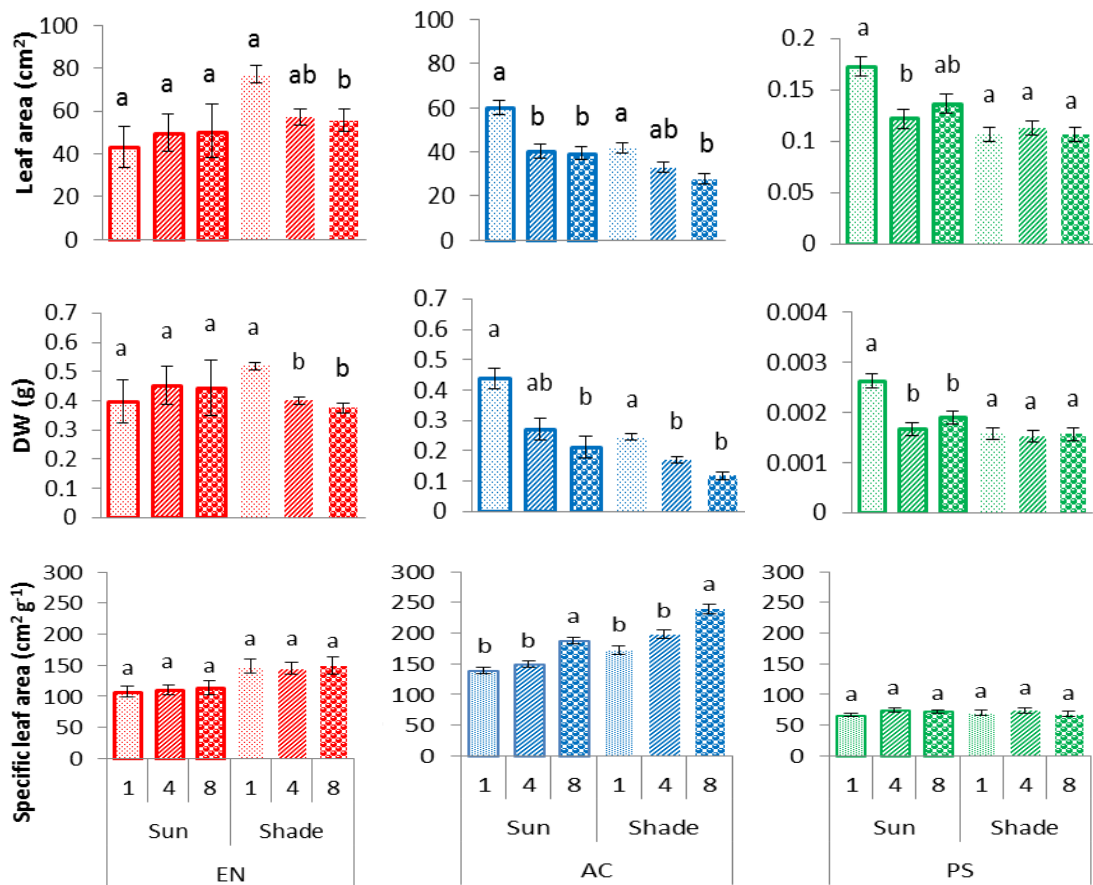 Leaf area (cm²)
100
80
60
40
20
0
a a a a ab b
100
80
60
40
20
0
a b b a ab b
0.2
0.15
0.1
0.05
0
a b ab a a a
DW (g)
0.7
0.6
0.5
0.4
0.3
0.2
0.1
0
a a a a b b
0.7
0.6
0.5
0.4
0.3
0.2
0.1
0
a ab b a b b
0.004
0.003
0.002
0.001
0
a b b a a a
Specific leaf area (cm² g⁻¹)
300
250
200
150
100
50
0
a a a a a a
1 4 8 1 4 8
Sun Shade
EN
300
250
200
150
100
50
0
b b a b b a
1 4 8 1 4 8
Sun Shade
AC
300
250
200
150
100
50
0
a a a a a a
1 4 8 1 4 8
Sun Shade
PS